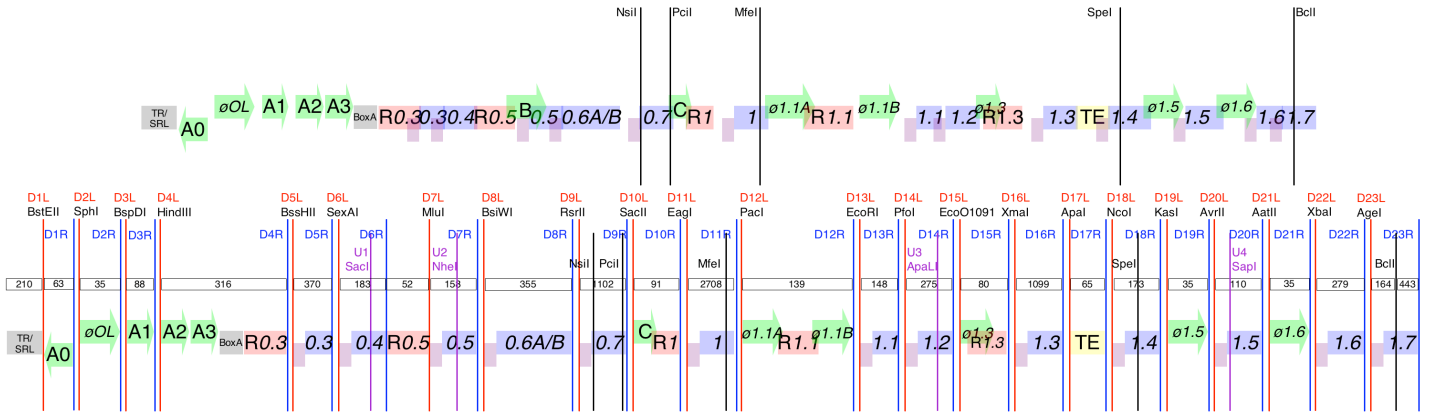 NsiI PciI MfeI SpeI BclI
TR/ SRL A0 øOL A1 A2 A3 BoxA R0.3 0.3 0.4 R0.5 B 0.5 0.6A/B 0.7 C R1 1 ø1.1A R1.1 ø1.1B 1.1 1.2 ø1.3 R1.3 1.3 TE 1.4 ø1.5 1.5 ø1.6 1.6 1.7
D1L D2L D3L D4L D5L D6L D7L D8L D9L D10L D11L D12L D13L D14L D15L D16L D17L D18L D19L D20L D21L D22L D23L
BstEII SphI BspDI HindIII BssHII SexAI MluI BsiWI RsrII SacII EagI PacI EcoRI PfoI EcoO1091 XmaI ApaI NcoI KasI AvrII AatII XbaI AgeI
D1R D2R D3R D4R D5R D6R D7R D8R D9R D10R D11R D12R D13R D14R D15R D16R D17R D18R D19R D20R D21R D22R D23R
U1 U2 U3 U4
SacI NheI ApaLI SapI
NsiI PciI MfeI SpeI BclI
210 63 35 88 316 370 183 52 153 355 1102 91 2708 139 148 275 80 1099 65 173 35 110 35 279 164 443
TR/ SRL A0 øOL A1 A2 A3 BoxA R0.3 0.3 0.4 R0.5 0.5 0.6A/B 0.7 C R1 1 ø1.1A R1.1 ø1.1B 1.1 1.2 ø1.3 R1.3 1.3 TE 1.4 ø1.5 1.5 ø1.6 1.6 1.7